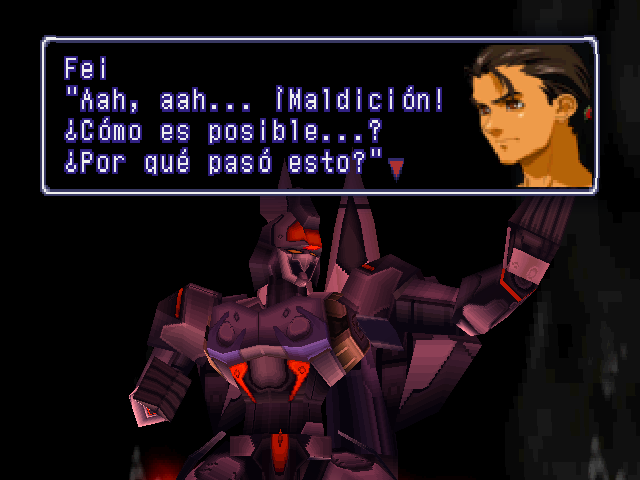 Fei
"Aah, aah... ¡Maldición!
¿Cómo es posible...?
¿Por qué pasó esto?"